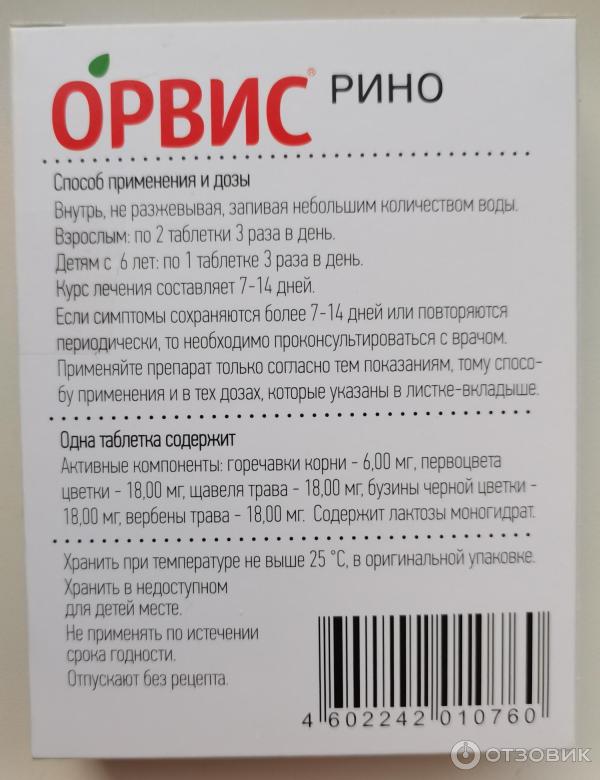 ОРВИС® РИНО
Способ применения и дозы
Внутрь, не разжевывая, запивая небольшим количеством воды.
Взрослым: по 2 таблетки 3 раза в день.
Детям с 6 лет: по 1 таблетке 3 раза в день.
Курс лечения составляет 7-14 дней.
Если симптомы сохраняются более 7-14 дней или повторяются
периодически, то необходимо проконсультироваться с врачом.
Применяйте препарат только согласно тем показаниям, тому спосо-
бу применения и в тех дозах, которые указаны в листке-вкладыше.
Одна таблетка содержит
Активные компоненты: горечавки корни - 6,00 мг, первоцвета
цветки - 18,00 мг, щавеля трава - 18,00 мг, бузины черной цветки -
18,00 мг, вербены трава - 18,00 мг. Содержит лактозы моногидрат.
Хранить при температуре не выше 25 °C, в оригинальной упаковке.
Хранить в недоступном
для детей месте.
Не применять по истечении
срока годности.
Отпускают без рецепта.
4 602242 010760
ОТЗОВИК